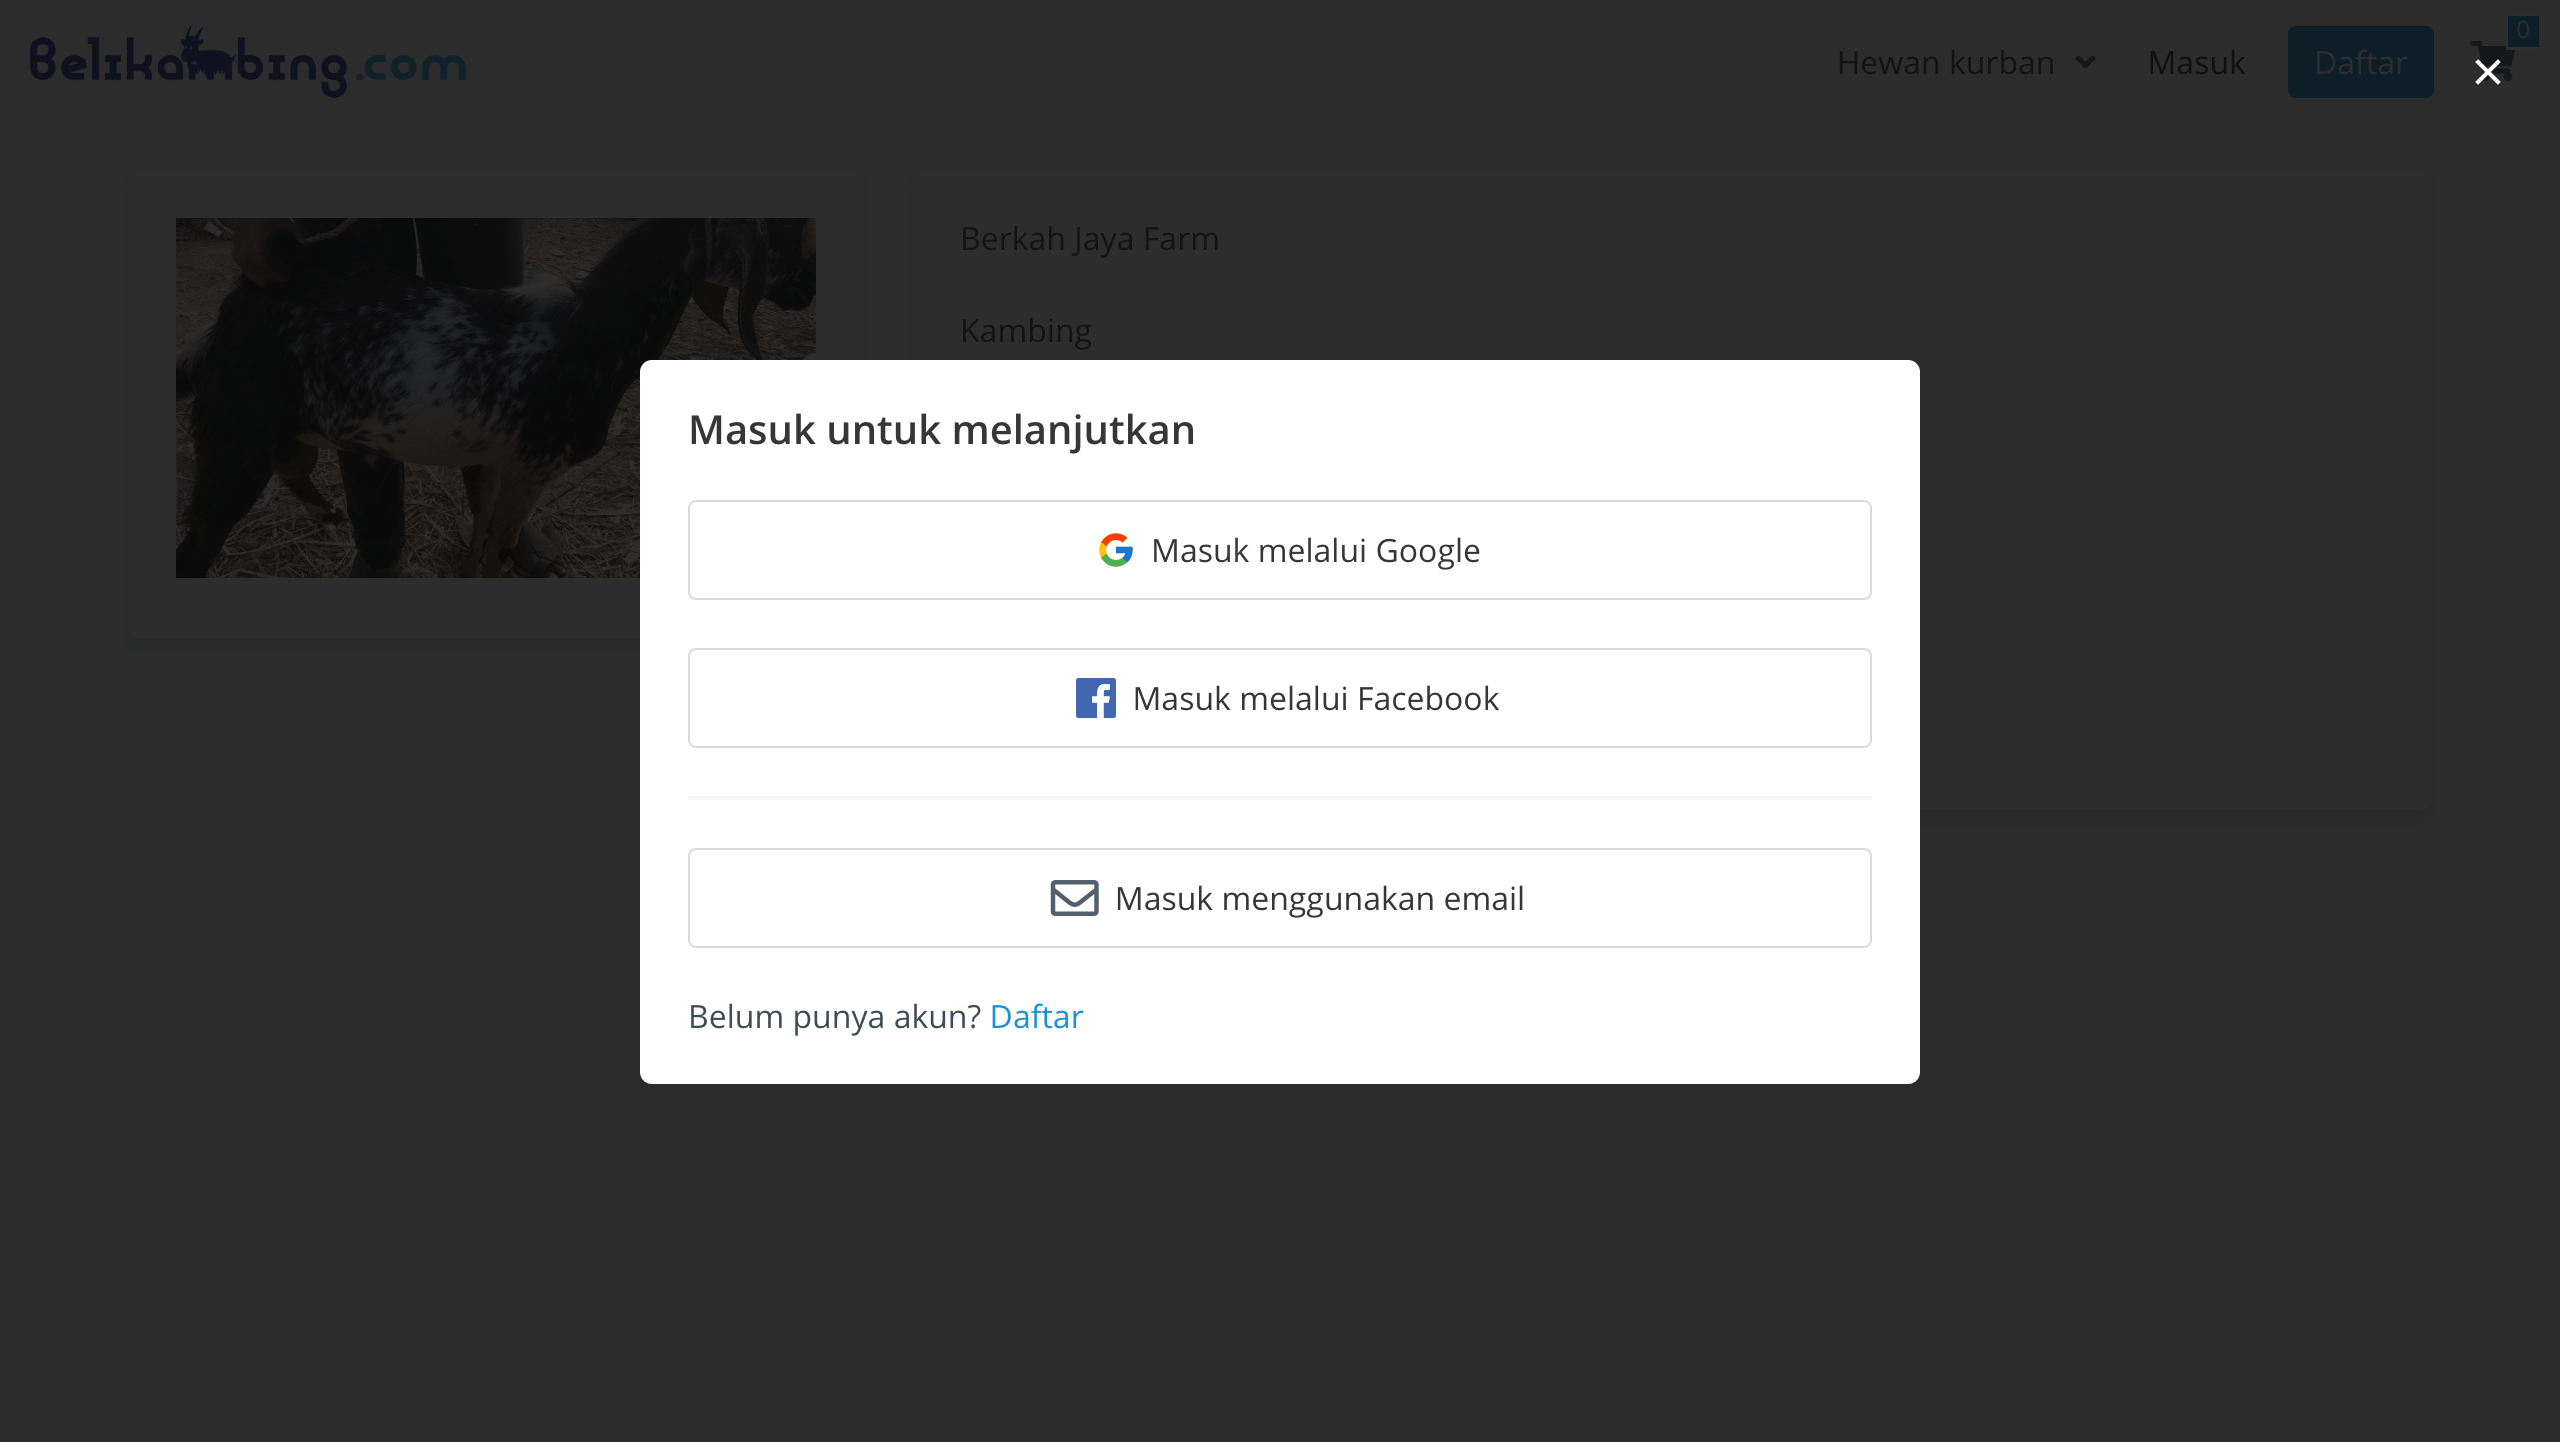 Belikambing.com
Hewan kurban
Masuk
Daftar
0
Berkah Jaya Farm
Kambing
Masuk untuk melanjutkan
Masuk melalui Google
Masuk melalui Facebook
Masuk menggunakan email
Belum punya akun? Daftar